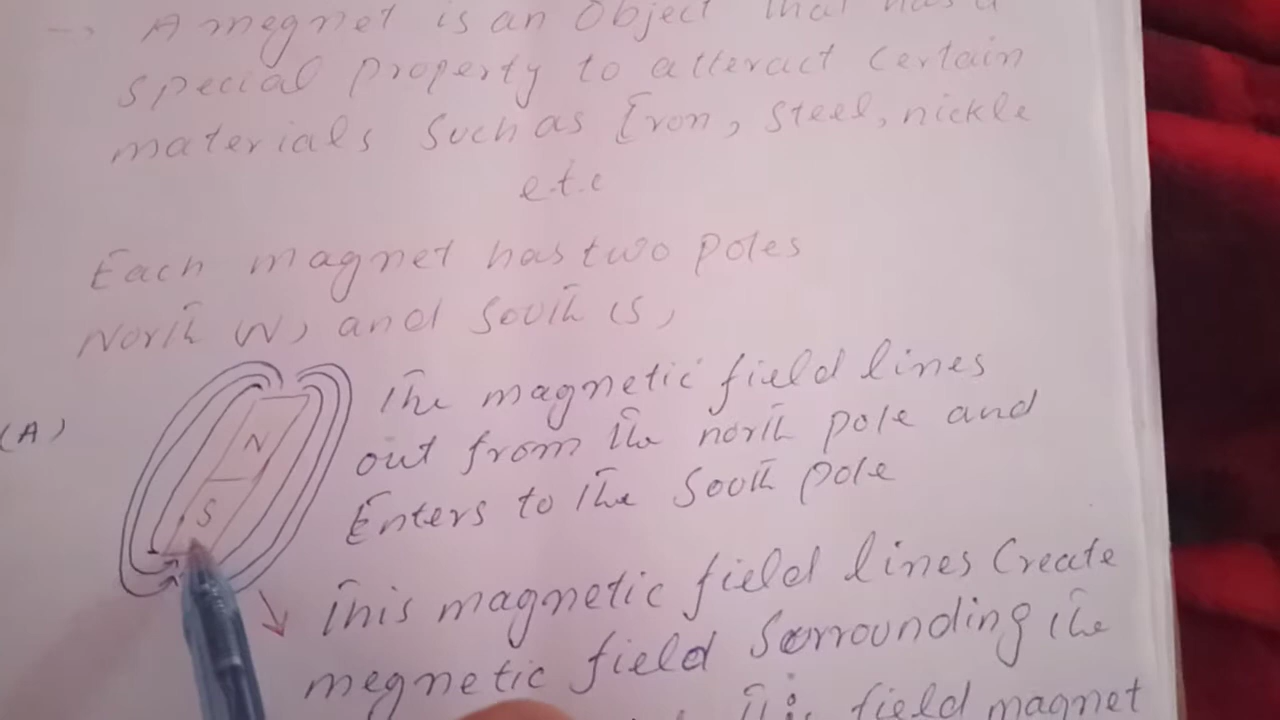 A megnet is an Object that has a
special property to atteract certain
materials such as Iron, steel, nickle
e.t.c
Each magnet has two poles
North (N) and South (S)
(A)
N
S
The magnetic field lines
out from the north pole and
Enters to the South pole
This magnetic field lines Create
megnetic field Sorrounding the
field magnet